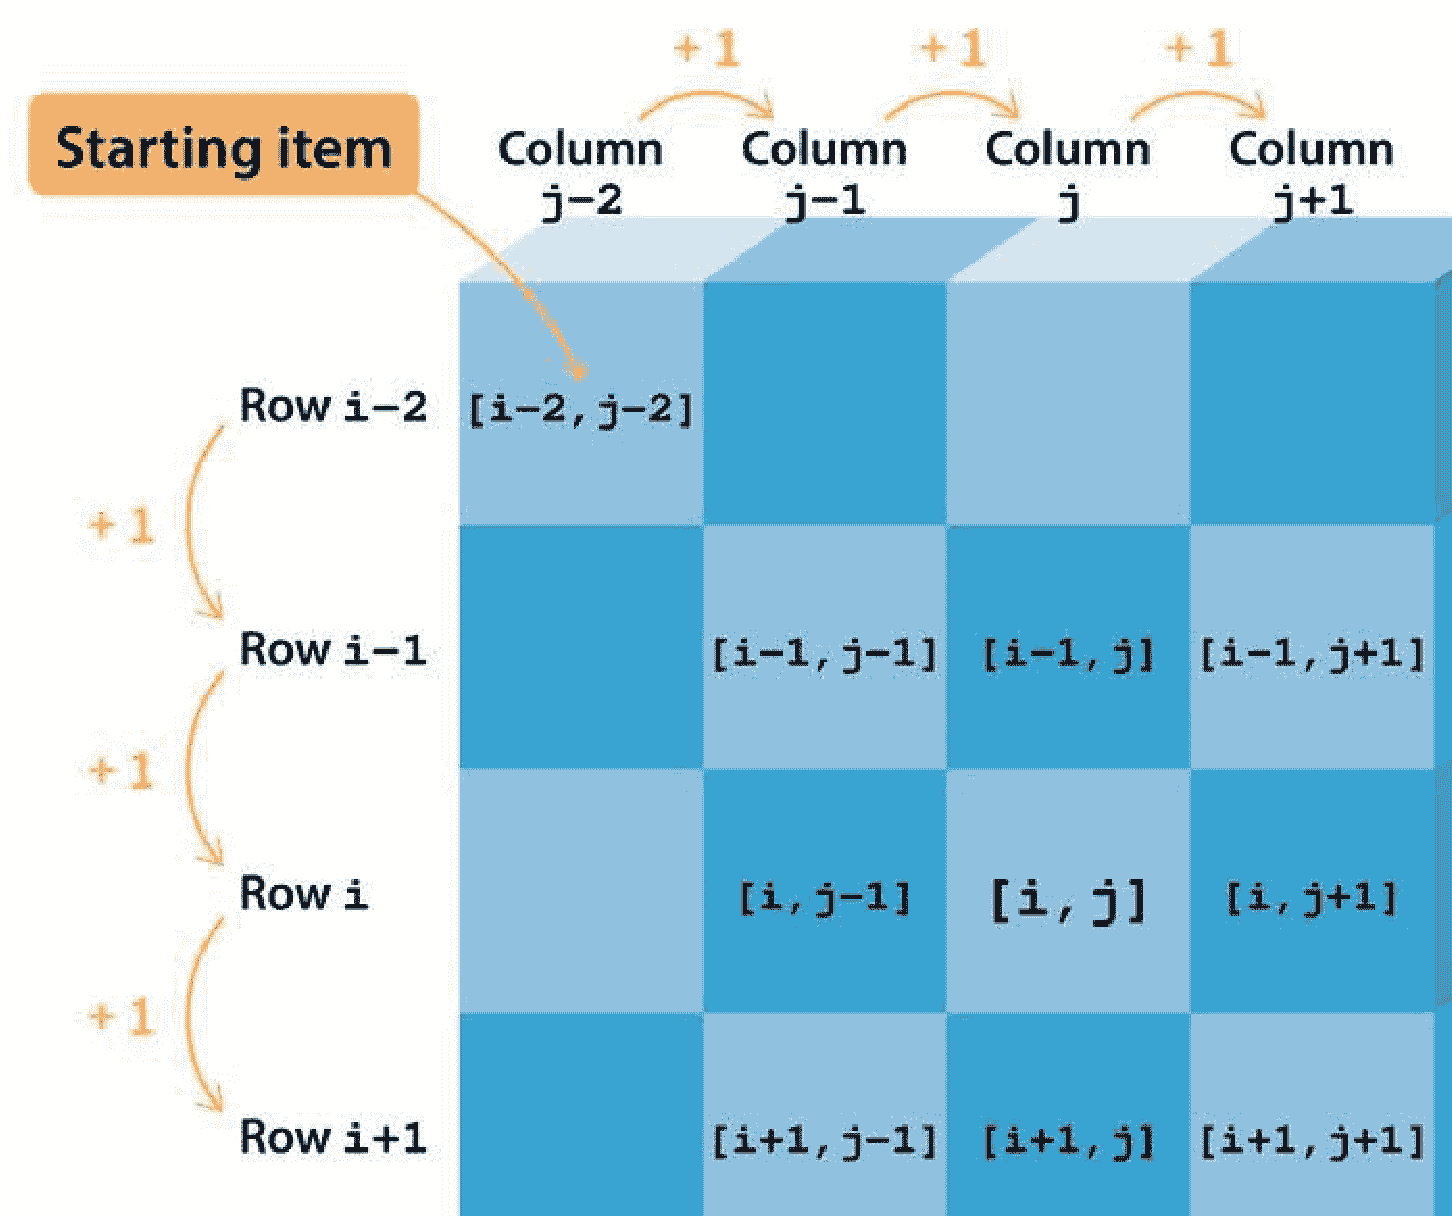 +1 +1 +1
Starting item
Column Column Column Column
j-2 j-1 j j+1
Row i-2 [i-2,j-2]
+1
Row i-1 [i-1,j-1] [i-1,j] [i-1,j+1]
+1
Row i [i,j-1] [i,j] [i,j+1]
+1
Row i+1 [i+1,j-1] [i+1,j] [i+1,j+1]